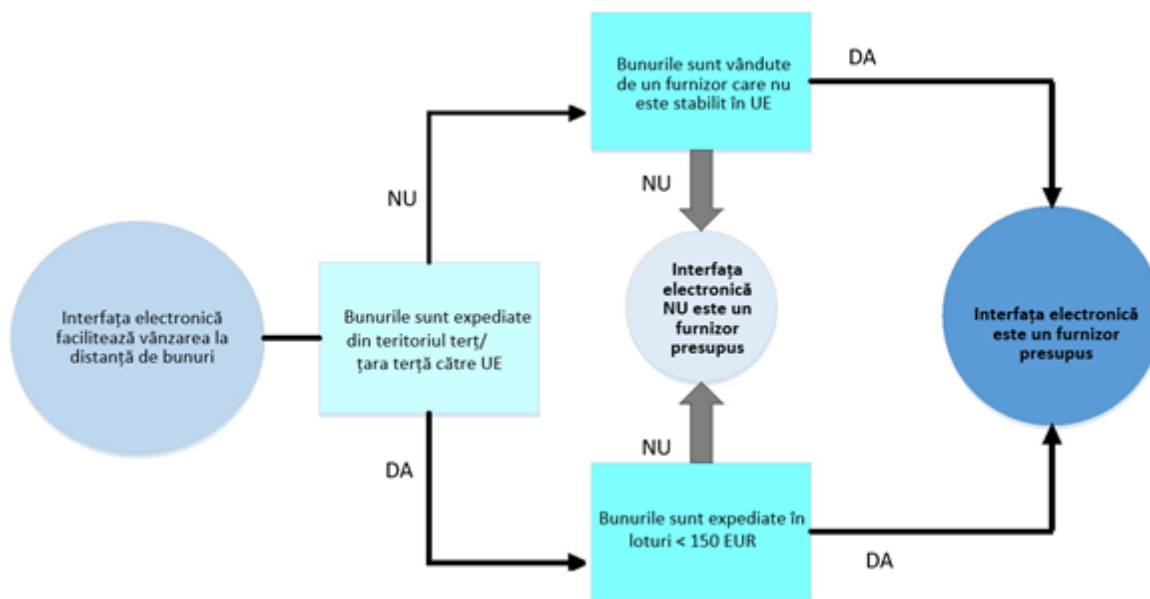 Interfața electronică
facilitează vânzarea la
distanță de bunuri
NU
DA
Bunurile sunt expediate
din teritoriul terț/
țara terță către UE
Bunurile sunt vândute
de un furnizor care nu
este stabilit în UE
DA
NU
Interfața
electronică
NU este un
furnizor
presupus
NU
Bunurile sunt expediate în
loturi < 150 EUR
DA
Interfața electronică
este un furnizor
presupus